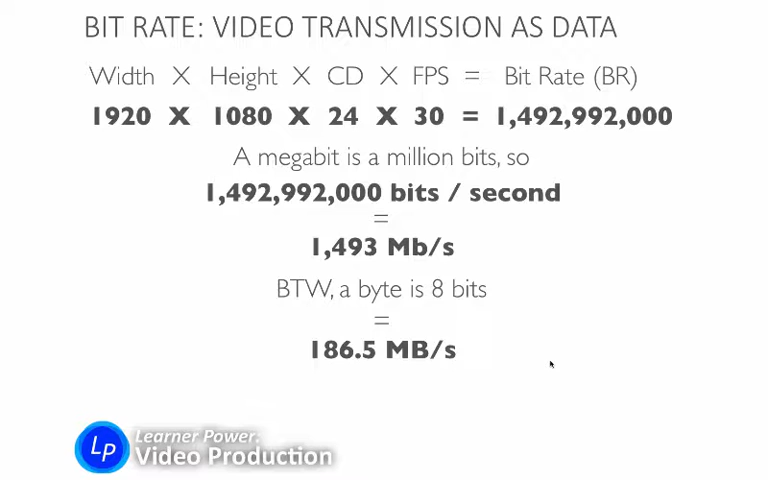 BIT RATE: VIDEO TRANSMISSION AS DATA
Width X Height X CD X FPS = Bit Rate (BR)
1920 X 1080 X 24 X 30 = 1,492,992,000
A megabit is a million bits, so
1,492,992,000 bits / second
=
1,493 Mb/s
BTW, a byte is 8 bits
=
186.5 MB/s
LP
Learner Power.
Video Production